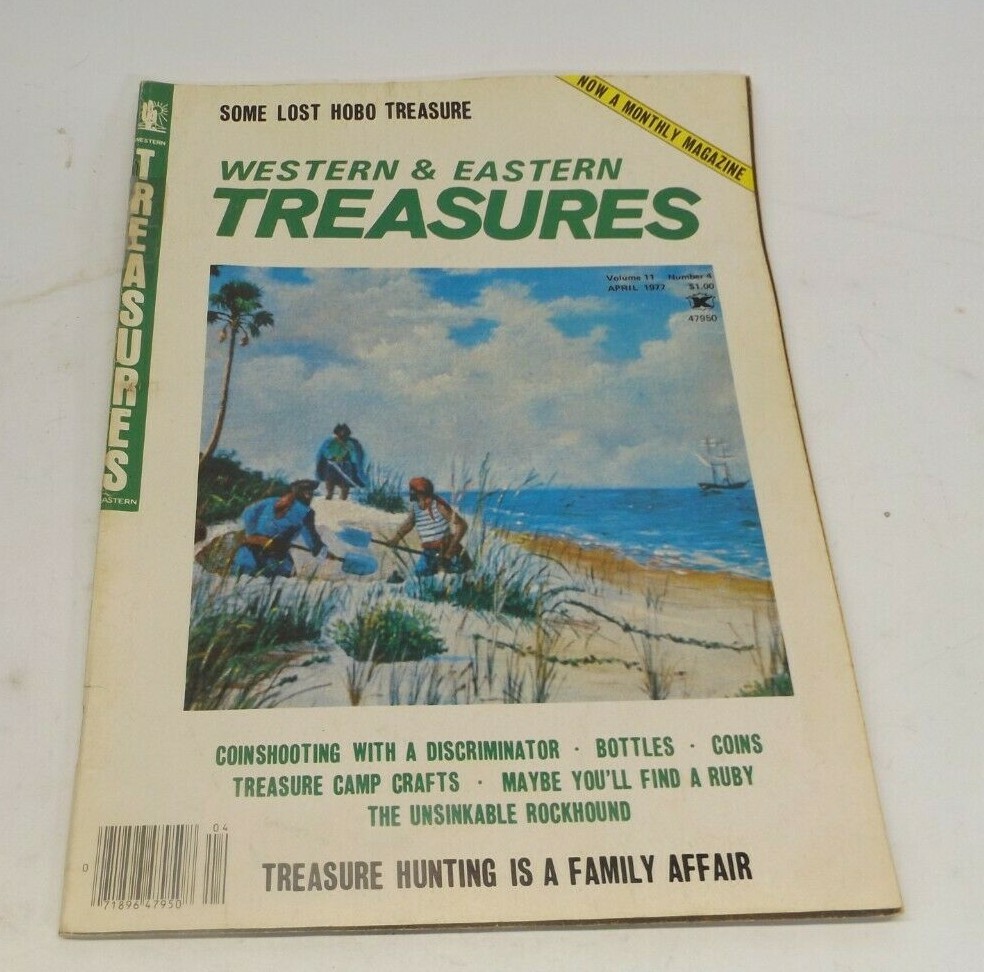 SOME LOST HOBO TREASURE
NOW A MONTHLY MAGAZINE
WESTERN
TREASURES
EASTERN
WESTERN & EASTERN
TREASURES
Volume 11 Number 4
APRIL 1977 $1.00
K
47950
COINSHOOTING WITH A DISCRIMINATOR · BOTTLES · COINS
TREASURE CAMP CRAFTS · MAYBE YOU'LL FIND A RUBY
THE UNSINKABLE ROCKHOUND
TREASURE HUNTING IS A FAMILY AFFAIR
04
0
71896 47950